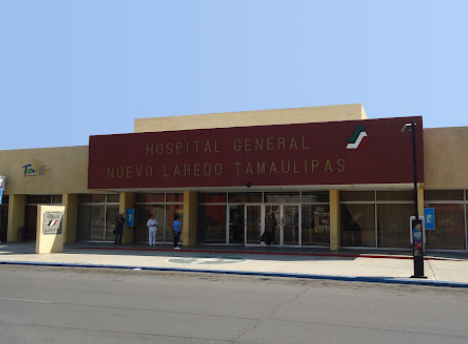 HOSPITAL GENERAL
NUEVO LAREDO TAMAULIPAS